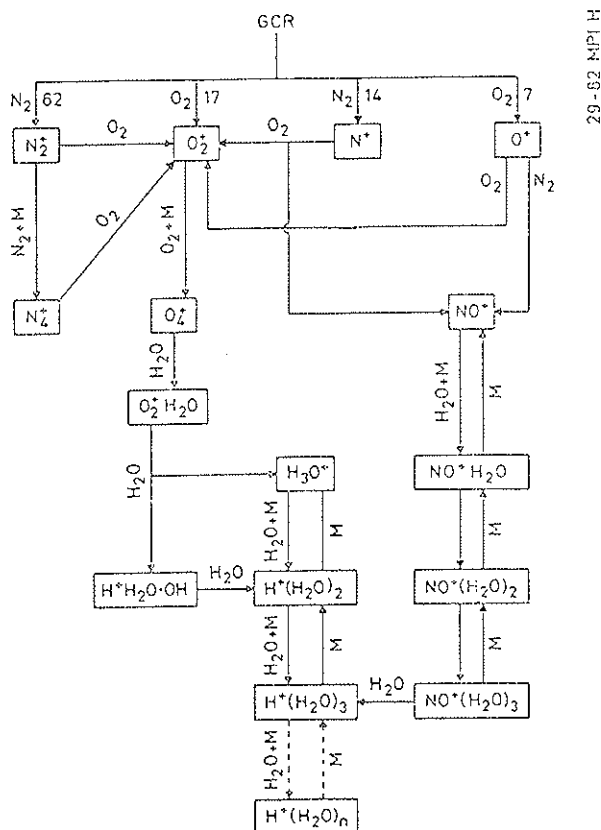 GCR
29-82 MPI H
N₂ 62
O₂ 17
N₂ 14
O₂ 7
N₂⁺
O₂
O₂⁺
O₂
N⁺
O⁺
N₂+M
O₂
O₂+M
O₂
N₂
N₄⁺
O₄⁺
NO⁺
H₂O
H₂O+M
M
O₂⁺H₂O
H₂O
H₃O⁺
NO⁺H₂O
H₂O+M
M
M
H⁺H₂O·OH
H₂O
H⁺(H₂O)₂
NO⁺(H₂O)₂
H₂O+M
M
M
H⁺(H₂O)₃
H₂O
NO⁺(H₂O)₃
H₂O+M
M
H⁺(H₂O)ₙ